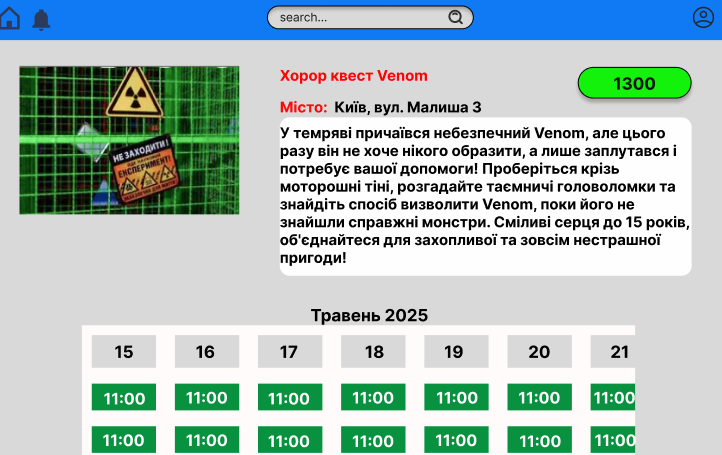 search...
Хорор квест Venom
1300
Місто: Київ, вул. Малиша 3
У темряві причаївся небезпечний Venom, але цього
разу він не хоче нікого образити, а лише заплутався і
потребує вашої допомоги! Проберіться крізь
моторошні тіні, розгадайте таємничі головоломки та
знайдіть спосіб визволити Venom, поки його не
знайшли справжні монстри. Сміливі серця до 15 років,
об'єднайтеся для захопливої та зовсім нестрашної
пригоди!
НЕ ЗАХОДИТИ!
ЕКСПЕРИМЕНТ!
Травень 2025
15 16 17 18 19 20 21
11:00 11:00 11:00 11:00 11:00 11:00 11:00
11:00 11:00 11:00 11:00 11:00 11:00 11:00